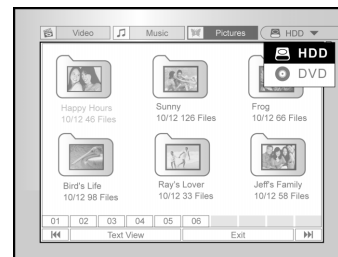 Video Music Pictures HDD
HDD
DVD
Happy Hours
10/12 46 Files
Sunny
10/12 126 Files
Frog
10/12 66 Files
Bird's Life
10/12 98 Files
Ray's Lover
10/12 33 Files
Jeff's Family
10/12 58 Files
01 02 03 04 05 06
Text View Exit